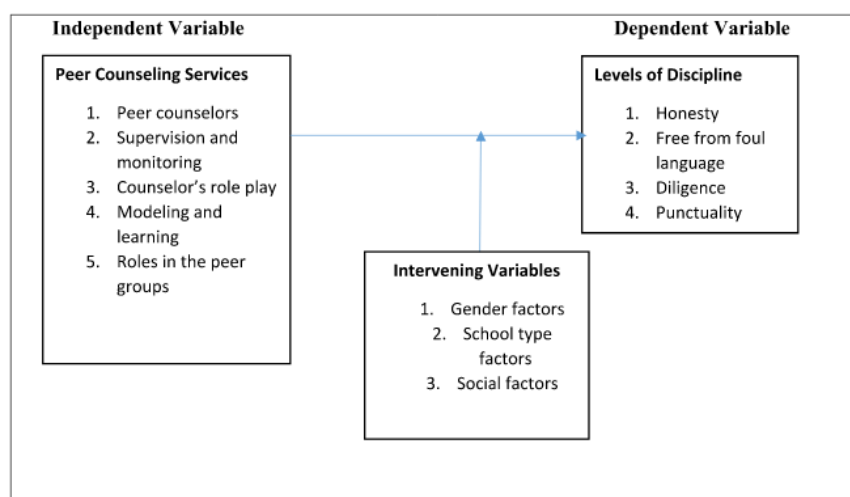 Independent Variable
Peer Counseling Services
1. Peer counselors
2. Supervision and
monitoring
3. Counselor's role play
4. Modeling and
learning
5. Roles in the peer
groups
Dependent Variable
Levels of Discipline
1. Honesty
2. Free from foul
language
3. Diligence
4. Punctuality
Intervening Variables
1. Gender factors
2. School type
factors
3. Social factors